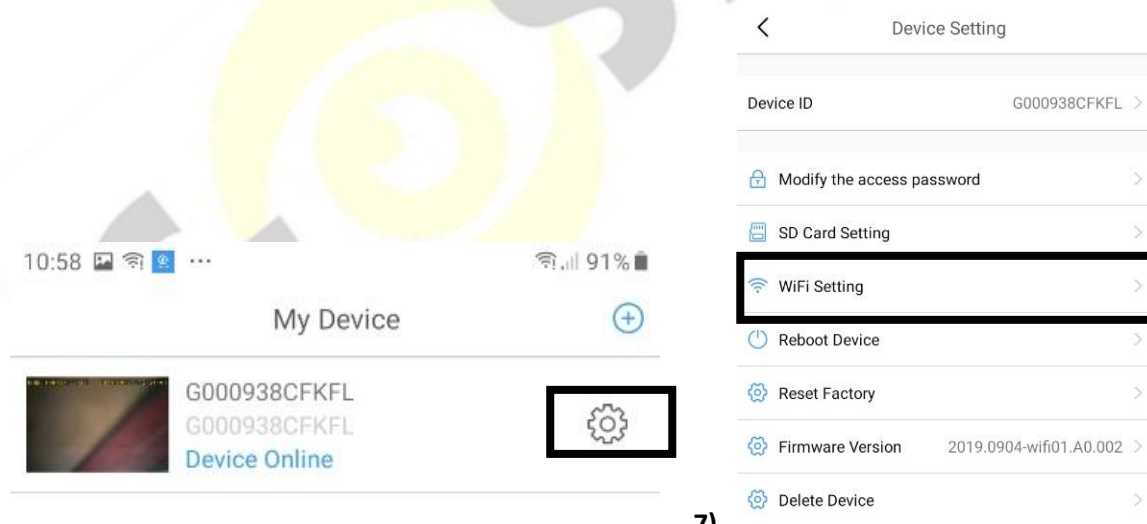 10:58 ... 91%
My Device
G000938CFKFL
G000938CFKFL
Device Online
7)
Device Setting
Device ID G000938CFKFL
Modify the access password
SD Card Setting
WiFi Setting
Reboot Device
Reset Factory
Firmware Version 2019.0904-wifi01.A0.002
Delete Device